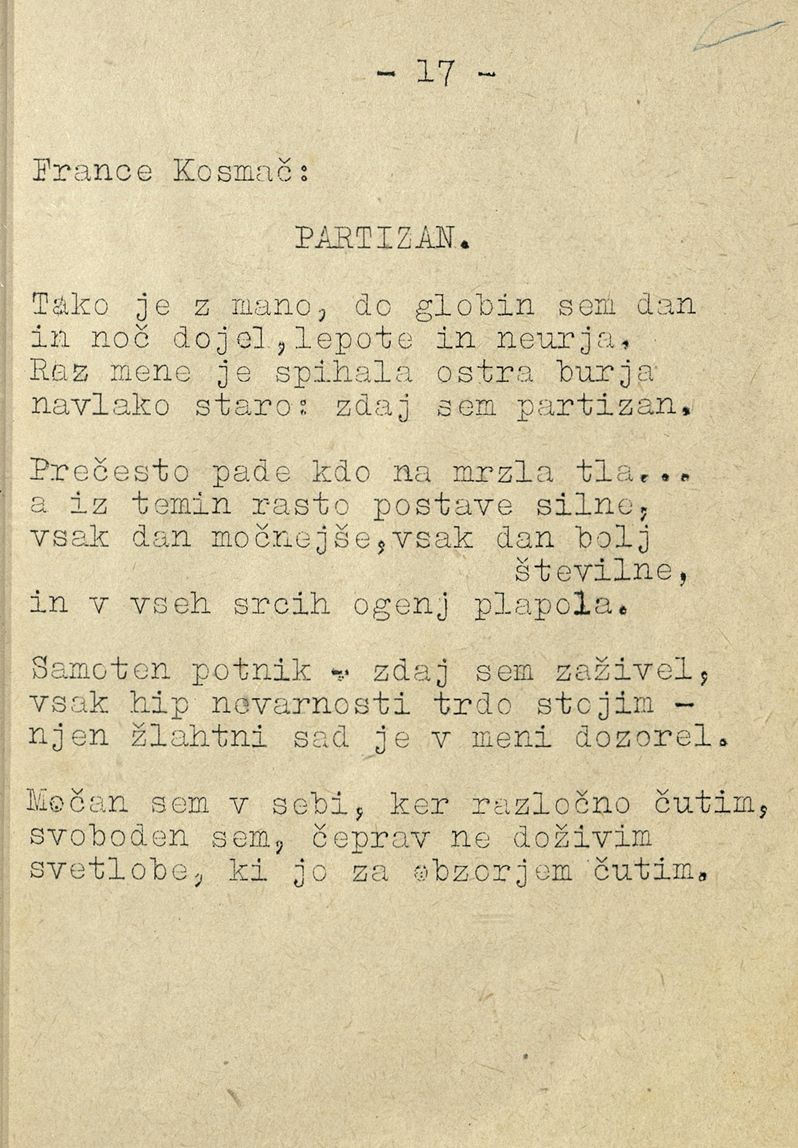 - 17 -
France Kosmač:
PARTIZAN.
Tako je z mano, do globin sem dan
in noč dojel,lepote in neurja.
Raz mene je spihala ostra burja
navlako staro: zdaj sem partizan.
Prečesto pade kdo na mrzla tla...
a iz temin rasto postave silne,
vsak dan močnejše,vsak dan bolj
številne,
in v vseh srcih ogenj plapola.
Samoten potnik - zdaj sem zaživel,
vsak hip nevarnosti trdo stojim -
njen žlahtni sad je v meni dozorel.
Močan sem v sebi, ker razločno čutim,
svoboden sem, čeprav ne doživim
svetlobe, ki jo za obzorjem čutim.